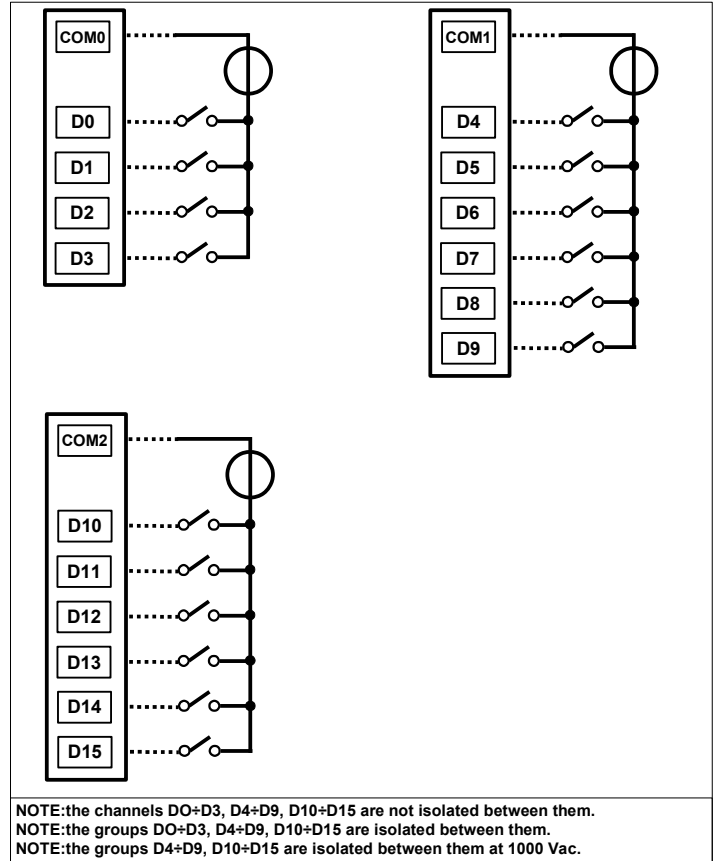 COM0
D0
D1
D2
D3
COM1
D4
D5
D6
D7
D8
D9
COM2
D10
D11
D12
D13
D14
D15
NOTE:the channels DO÷D3, D4÷D9, D10÷D15 are not isolated between them.
NOTE:the groups DO÷D3, D4÷D9, D10÷D15 are isolated between them.
NOTE:the groups D4÷D9, D10÷D15 are isolated between them at 1000 Vac.